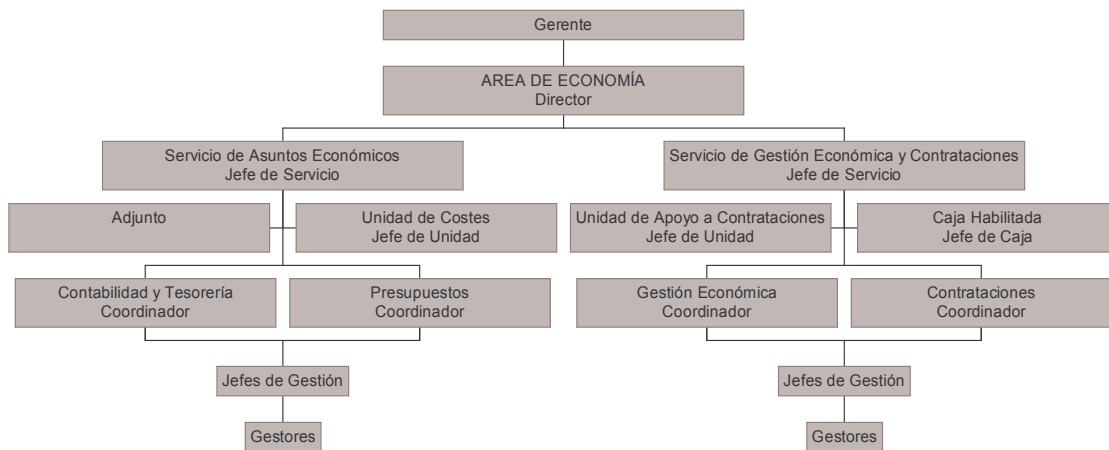 Gerente
AREA DE ECONOMÍA
Director
Servicio de Asuntos Económicos
Jefe de Servicio
Servicio de Gestión Económica y Contrataciones
Jefe de Servicio
Adjunto
Unidad de Costes
Jefe de Unidad
Unidad de Apoyo a Contrataciones
Jefe de Unidad
Caja Habilitada
Jefe de Caja
Contabilidad y Tesorería
Coordinador
Presupuestos
Coordinador
Gestión Económica
Coordinador
Contrataciones
Coordinador
Jefes de Gestión
Jefes de Gestión
Gestores
Gestores